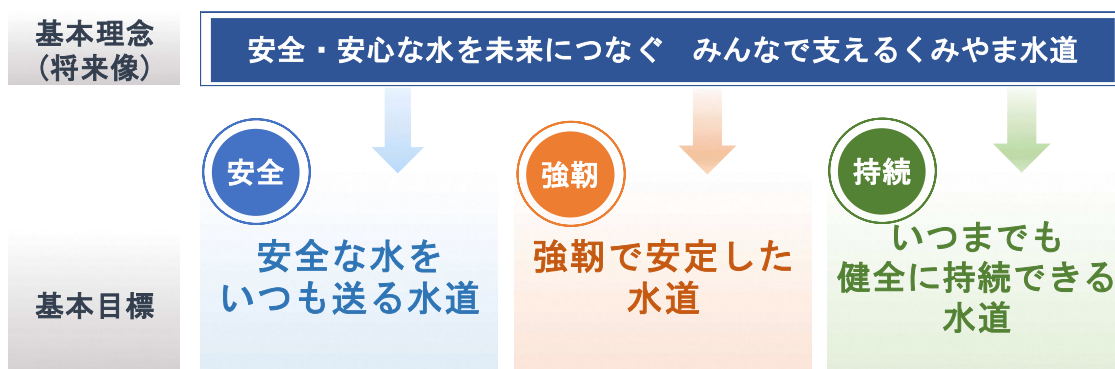 基本理念
(将来像)
安全・安心な水を未来につなぐ　みんなで支えるくみやま水道
安全
強靭
持続
基本目標
安全な水を
いつも送る水道
強靭で安定した
水道
いつまでも
健全に持続できる
水道